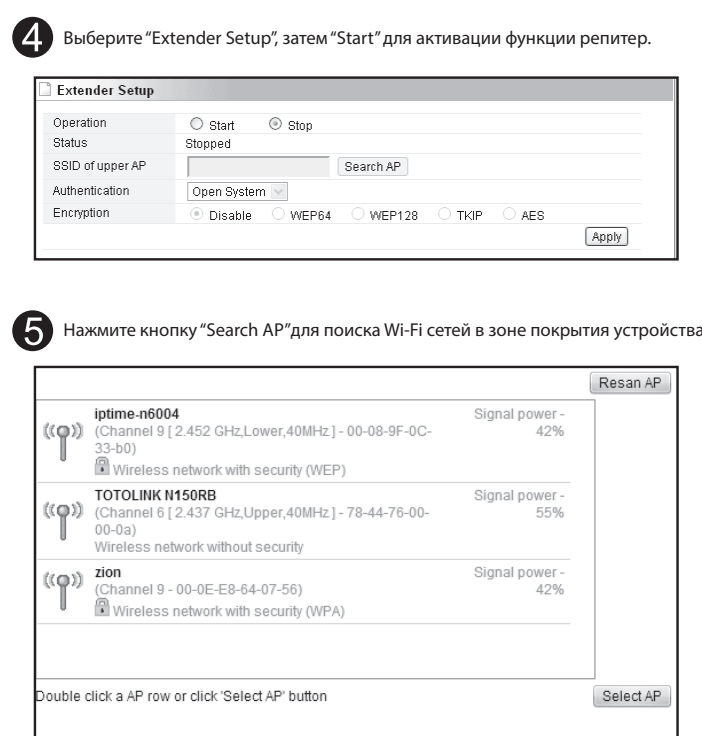 4 Выберите “Extender Setup”, затем “Start” для активации функции репитер.
Extender Setup
Operation Start Stop
Status Stopped
SSID of upper AP Search AP
Authentication Open System
Encryption Disable WEP64 WEP128 TKIP AES
Apply
5 Нажмите кнопку “Search AP”для поиска Wi-Fi сетей в зоне покрытия устройства
Resan AP
iptime-n6004 Signal power -
(Channel 9 [ 2.452 GHz,Lower,40MHz ] - 00-08-9F-0C- 42%
33-b0)
Wireless network with security (WEP)
TOTOLINK N150RB Signal power -
(Channel 6 [ 2.437 GHz,Upper,40MHz ] - 78-44-76-00- 55%
00-0a)
Wireless network without security
zion Signal power -
(Channel 9 - 00-0E-E8-64-07-56) 42%
Wireless network with security (WPA)
Double click a AP row or click 'Select AP' button Select AP